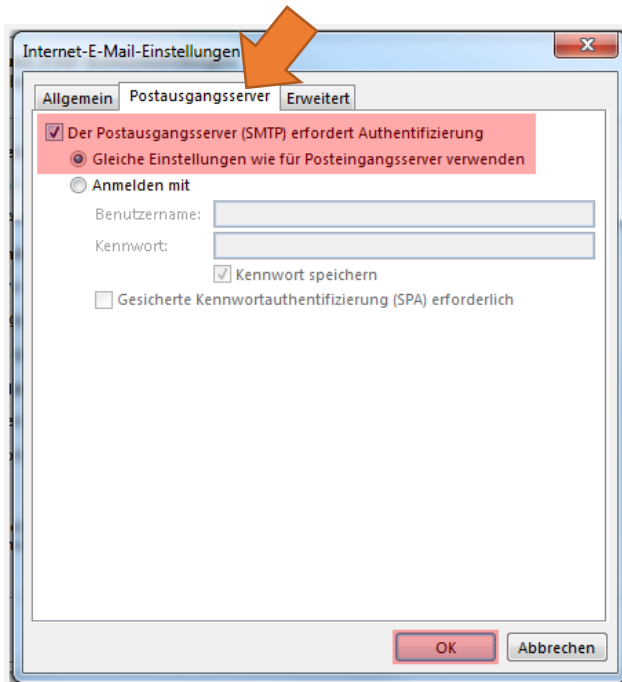 Internet-E-Mail-Einstellungen
Allgemein Postausgangsserver Erweitert
Der Postausgangsserver (SMTP) erfordert Authentifizierung
Gleiche Einstellungen wie für Posteingangsserver verwenden
Anmelden mit
Benutzername:
Kennwort:
Kennwort speichern
Gesicherte Kennwortauthentifizierung (SPA) erforderlich
OK Abbrechen